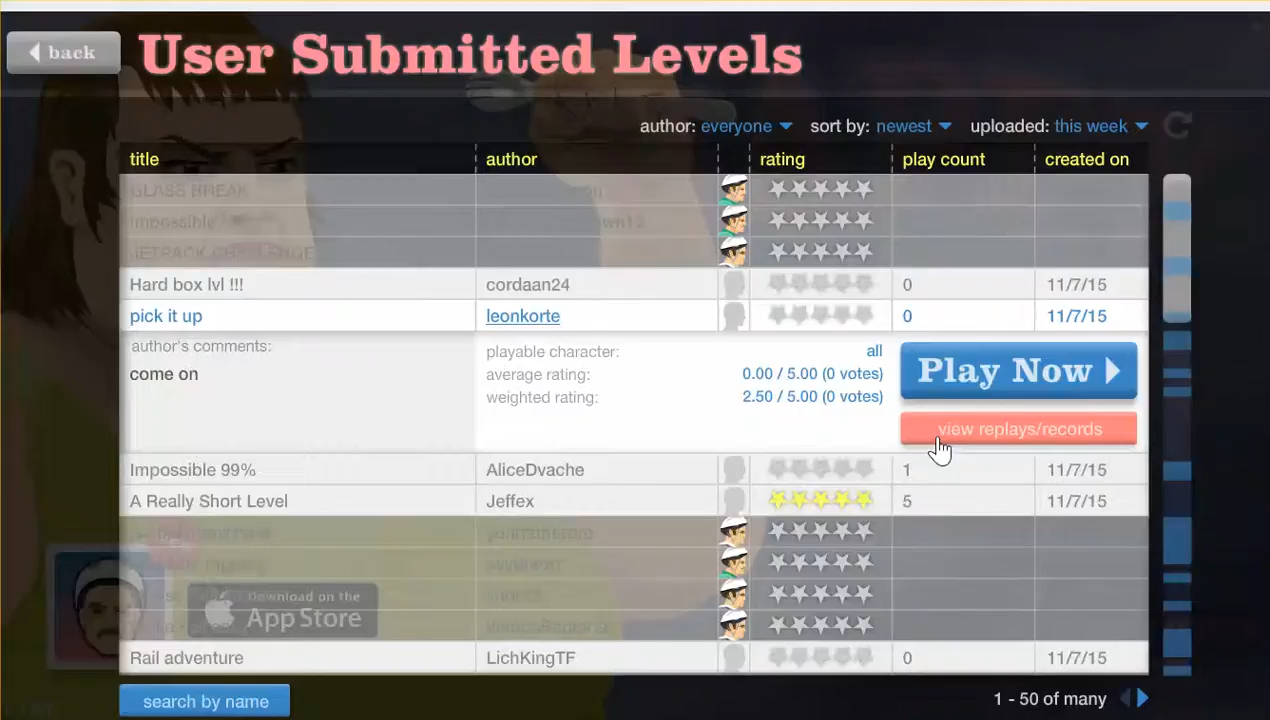 back
User Submitted Levels
author: everyone sort by: newest uploaded: this week
title author rating play count created on
GLASS BREAK
Impossible
JETPACK CHALLENGE
Hard box lvl !!! cordaan24 0 11/7/15
pick it up leonkorte 0 11/7/15
author's comments:
come on
playable character: all
average rating: 0.00 / 5.00 (0 votes)
weighted rating: 2.50 / 5.00 (0 votes)
Play Now
view replays/records
Impossible 99% AliceDvache 1 11/7/15
A Really Short Level Jeffex 5 11/7/15
Download on the
App Store
Rail adventure LichKingTF 0 11/7/15
search by name
1 - 50 of many